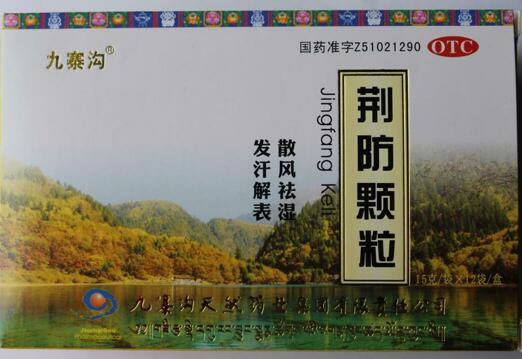 九寨沟®
国药准字Z51021290 OTC
荆防颗粒
Jingfang Keli
散风祛湿
发汗解表
15克/袋×12袋/盒
九寨沟天然药业集团有限责任公司